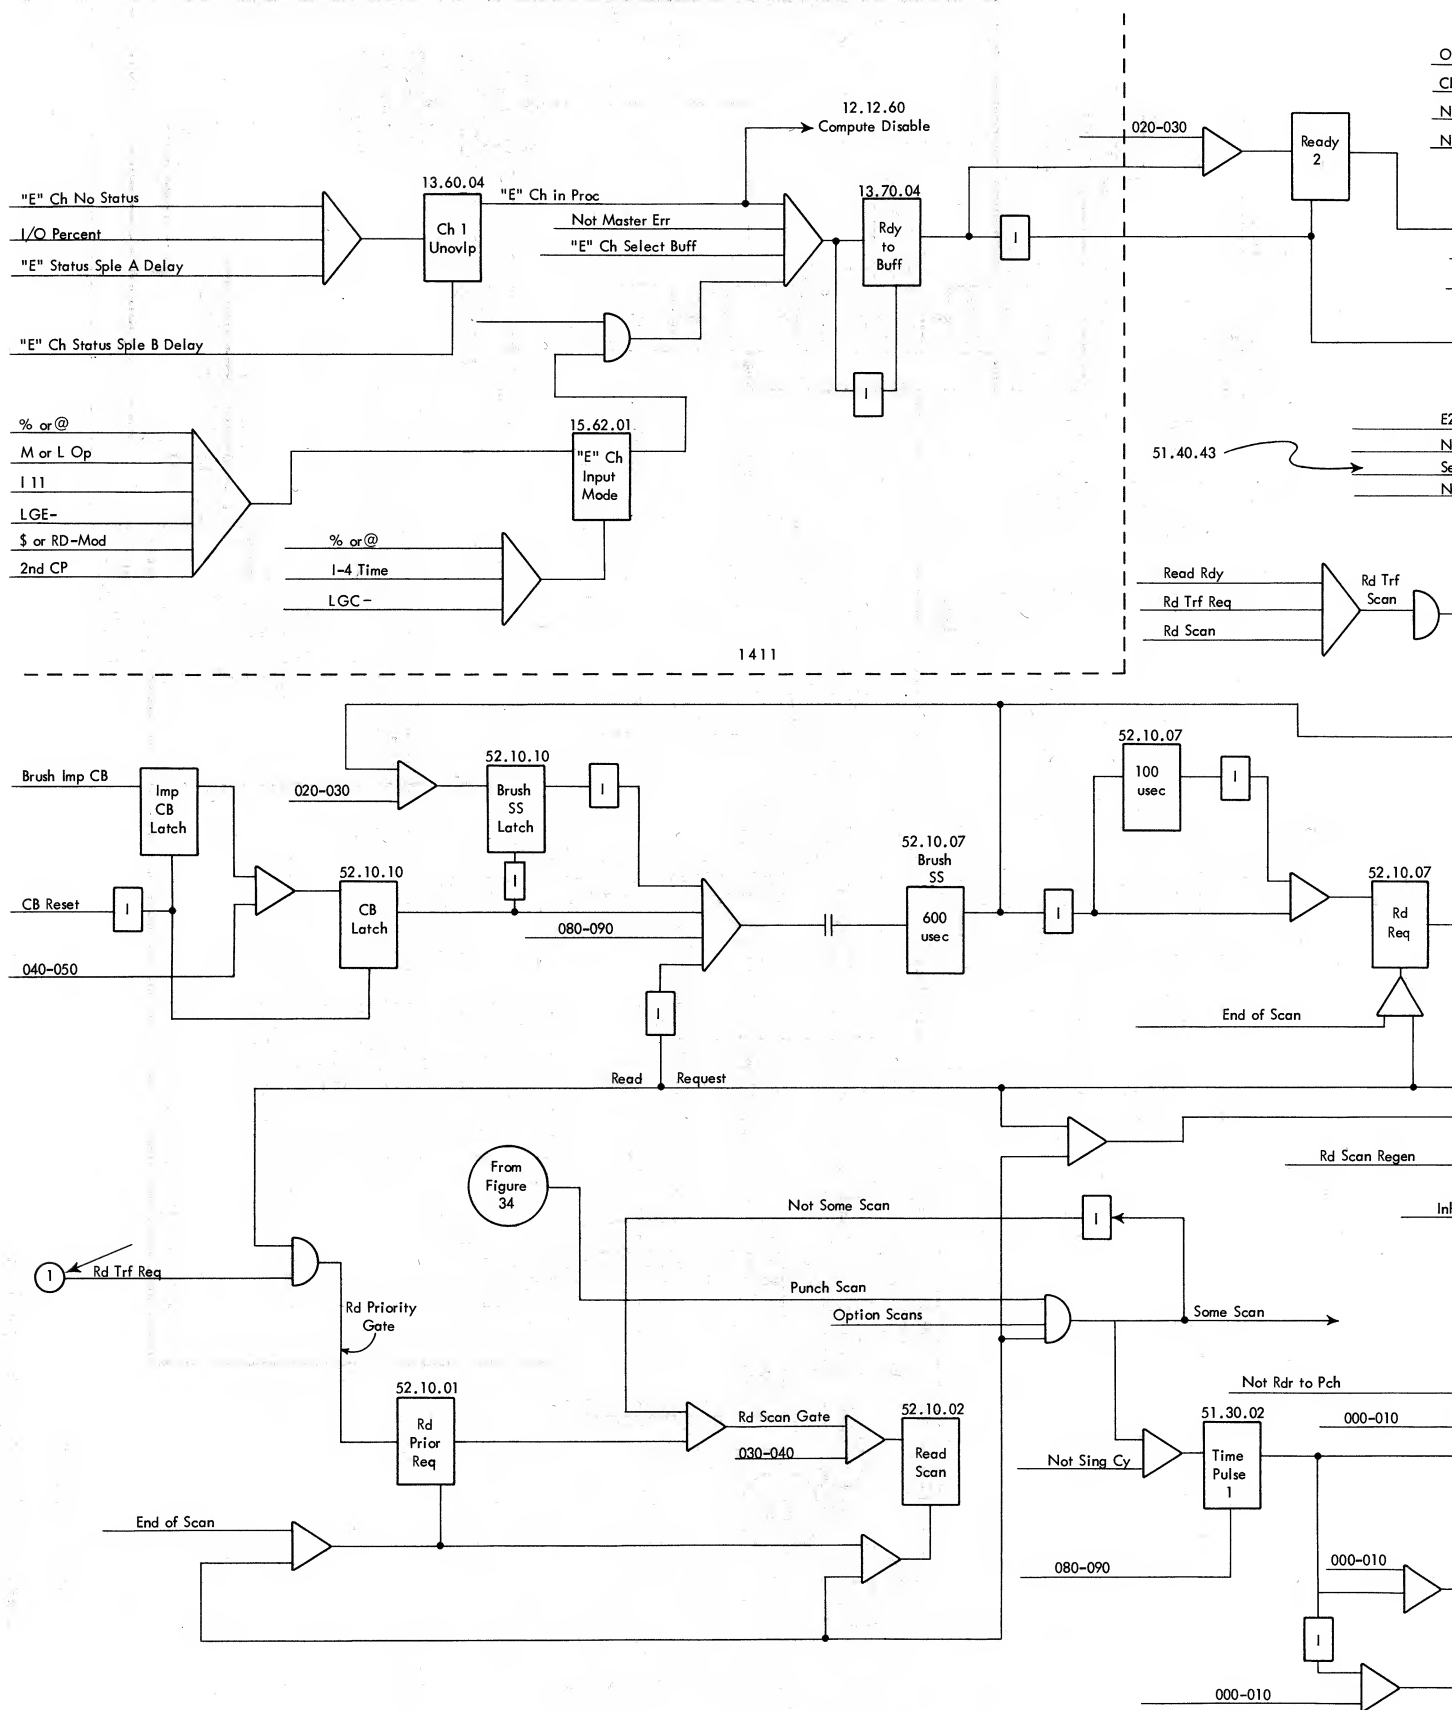 12.12.60
Compute Disable
020-030
Ready
2
13.60.04
"E" Ch No Status
"E" Ch in Proc
13.70.04
Ch 1
Unovlp
Not Master Err
Rdy
to
Buff
I/O Percent
"E" Ch Select Buff
I
"E" Status Sple A Delay
"E" Ch Status Sple B Delay
I
% or @
M or L Op
I 11
LGE-
$ or RD-Mod
2nd CP
15.62.01
"E" Ch
Input
Mode
% or @
I-4 Time
LGC-
51.40.43
E2
N
Se
N
O
Cl
N
N
Read Rdy
Rd Trf Req
Rd Scan
Rd Trf
Scan
1411
Brush Imp CB
Imp
CB
Latch
020-030
52.10.10
Brush
SS
Latch
I
I
52.10.07
100
usec
I
CB Reset
I
52.10.10
CB
Latch
040-050
080-090
52.10.07
Brush
SS
600
usec
I
52.10.07
Rd
Req
I
End of Scan
Read Request
From
Figure
34
Rd Scan Regen
Not Some Scan
I
1
Rd Trf Req
Punch Scan
Option Scans
Some Scan
Rd Priority
Gate
52.10.01
Rd
Prior
Req
Rd Scan Gate
030-040
52.10.02
Read
Scan
Not Rdr to Pch
51.30.02
000-010
Not Sing Cy
Time
Pulse
1
End of Scan
080-090
000-010
I
000-010